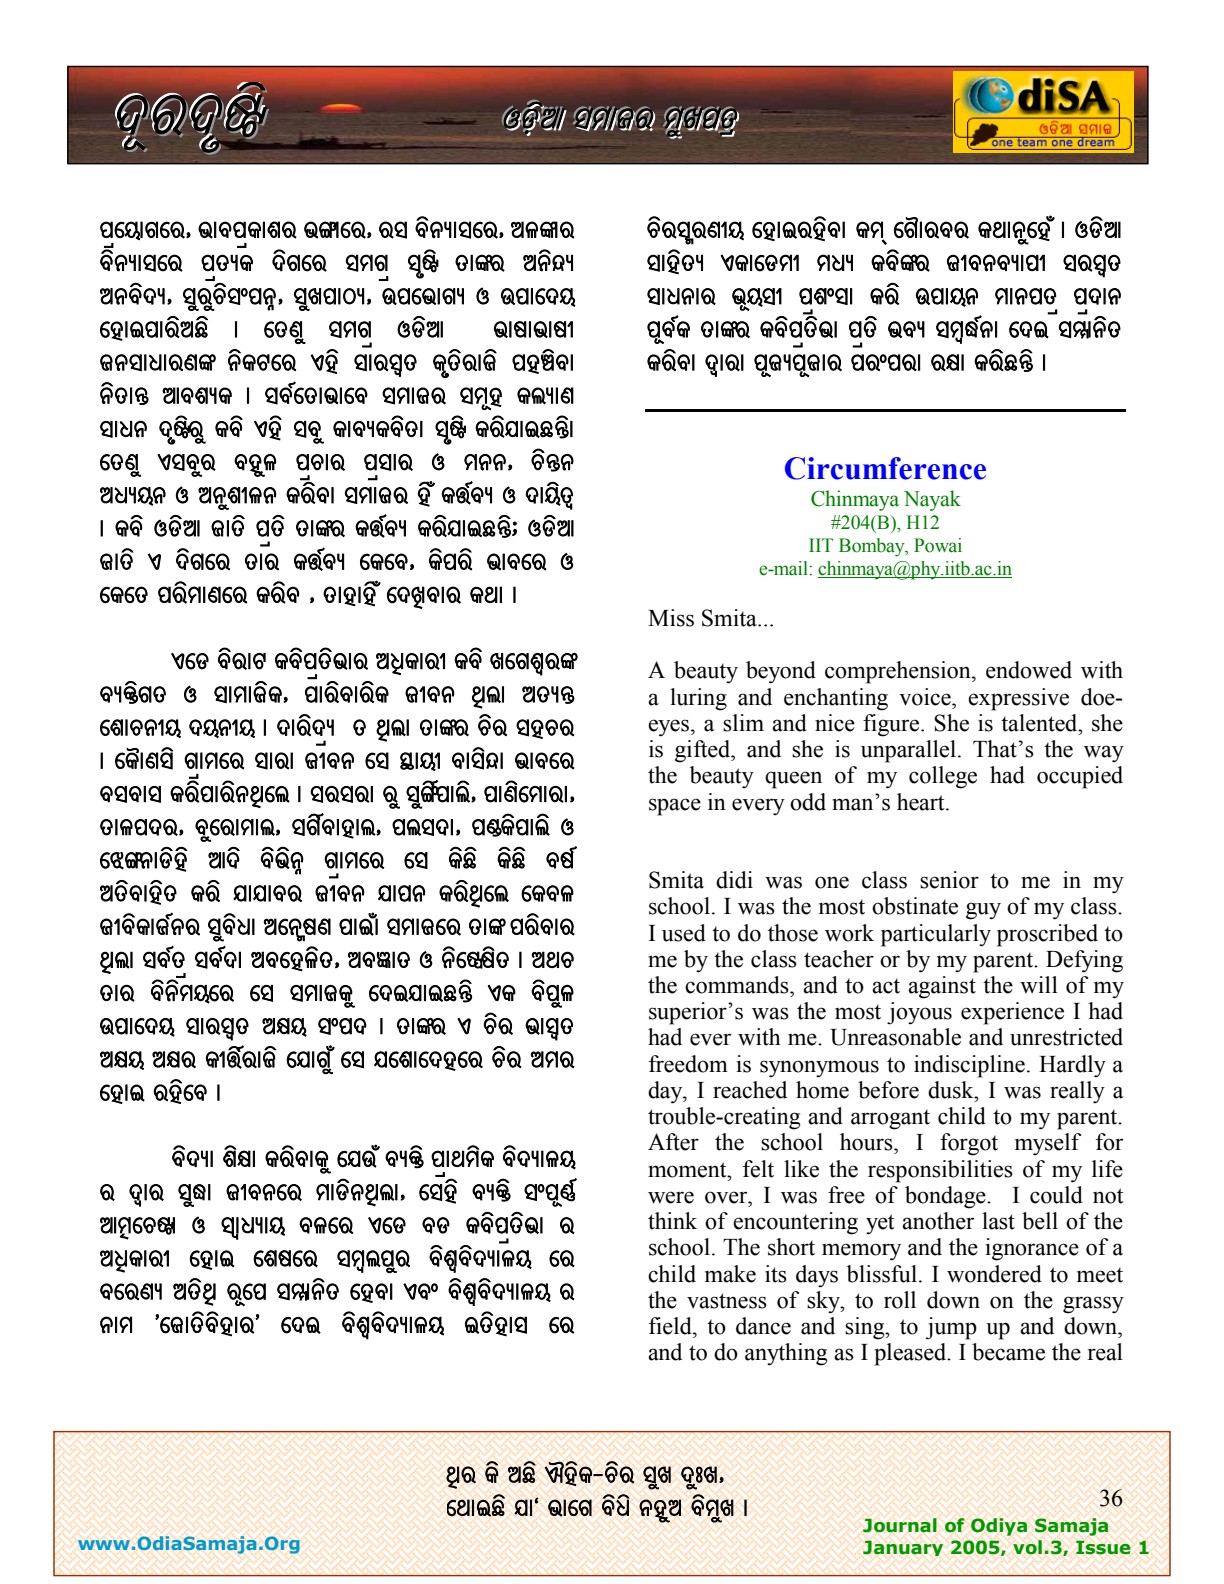 ଦୂରଦୃଷ୍ଟି
ଓଡ଼ିଆ ସମାଜର ମୁଖପତ୍ର
diSA
ଓଡିଆ ସମାଜ
one team one dream
ପ୍ରୟୋଗରେ, ଭାବପ୍ରକାଶର ଭଙ୍ଗୀରେ, ରସ ବିନ୍ୟାସରେ, ଅଳଙ୍କାର
ବିନ୍ୟାସରେ ପ୍ରତ୍ୟକ ଦିଗରେ ସମଗ୍ର ସୃଷ୍ଟି ତାଙ୍କର ଅନିନ୍ଦ୍ୟ
ଅନବିଦ୍ୟ, ସୁରୁଚିସଂପନ୍ନ, ସୁଖପାଠ୍ୟ, ଉପଭୋଗ୍ୟ ଓ ଉପାଦେୟ
ହୋଇପାରିଅଛି । ତେଣୁ ସମଗ୍ର ଓଡିଆ ଭାଷାଭାଷୀ
ଜନସାଧାରଣଙ୍କ ନିକଟରେ ଏହି ସାରସ୍ୱତ କୃତିରାଜି ପହଞ୍ଚିବା
ନିତାନ୍ତ ଆବଶ୍ୟକ । ସର୍ବତୋଭାବେ ସମାଜର ସମୂହ କଲ୍ୟାଣ
ସାଧନ ଦୃଷ୍ଟିରୁ କବି ଏହି ସବୁ କାବ୍ୟକବିତା ସୃଷ୍ଟି କରିଯାଇଛନ୍ତି।
ତେଣୁ ଏସବୁର ବହୁଳ ପ୍ରଚାର ପ୍ରସାର ଓ ମନନ, ଚିନ୍ତନ
ଅଧ୍ୟୟନ ଓ ଅନୁଶୀଳନ କରିବା ସମାଜର ହିଁ କର୍ତ୍ତବ୍ୟ ଓ ଦାୟିତ୍ୱ
। କବି ଓଡିଆ ଜାତି ପ୍ରତି ତାଙ୍କର କର୍ତ୍ତବ୍ୟ କରିଯାଇଛନ୍ତି; ଓଡିଆ
ଜାତି ଏ ଦିଗରେ ତାର କର୍ତ୍ତବ୍ୟ କେବେ, କିପରି ଭାବରେ ଓ
କେତେ ପରିମାଣରେ କରିବ , ତାହାହିଁ ଦେଖିବାର କଥା ।
ଏତେ ବିରାଟ କବିପ୍ରତିଭାର ଅଧିକାରୀ କବି ଖଗେଶ୍ୱରଙ୍କ
ବ୍ୟକ୍ତିଗତ ଓ ସାମାଜିକ, ପାରିବାରିକ ଜୀବନ ଥିଲା ଅତ୍ୟନ୍ତ
ଶୋଚନୀୟ ଦୟନୀୟ । ଦାରିଦ୍ର୍ୟ ତ ଥିଲା ତାଙ୍କର ଚିର ସହଚର
। କୌଣସି ଗ୍ରାମରେ ସାରା ଜୀବନ ସେ ସ୍ଥାୟୀ ବାସିନ୍ଦା ଭାବରେ
ବସବାସ କରିପାରିନଥିଲେ । ସରସରା ରୁ ସୁର୍ଙ୍ଗିପାଲି, ପାଣିମୋରା,
ତାଳପଦର, ବୁରୋମାଲ, ସର୍ଗିବାହାଲ, ପଲସଦା, ପଣ୍ଡକିପାଲି ଓ
ଝେଙ୍କନାଡିହି ଆଦି ବିଭିନ୍ନ ଗ୍ରାମରେ ସେ କିଛି କିଛି ବର୍ଷ
ଅତିବାହିତ କରି ଯାଯାବର ଜୀବନ ଯାପନ କରିଥିଲେ କେବଳ
ଜୀବିକାର୍ଜନର ସୁବିଧା ଅନ୍ୱେଷଣ ପାଇଁ। ସମାଜରେ ତାଙ୍କ ପରିବାର
ଥିଲା ସର୍ବତ୍ର ସର୍ବଦା ଅବହେଳିତ, ଅବଜ୍ଞାତ ଓ ନିଷ୍ପେଷିତ । ଅଥଚ
ତାର ବିନିମୟରେ ସେ ସମାଜକୁ ଦେଇଯାଇଛନ୍ତି ଏକ ବିପୁଳ
ଉପାଦେୟ ସାରସ୍ୱତ ଅକ୍ଷୟ ସଂପଦ । ତାଙ୍କର ଏ ଚିର ଭାସ୍ୱତ
ଅକ୍ଷୟ ଅକ୍ଷର କୀର୍ତ୍ତିରାଜି ଯୋଗୁଁ ସେ ଯଶୋଦେହରେ ଚିର ଅମର
ହୋଇ ରହିବେ ।
ବିଦ୍ୟା ଶିକ୍ଷା କରିବାକୁ ଯେଉଁ ବ୍ୟକ୍ତି ପ୍ରାଥମିକ ବିଦ୍ୟାଳୟ
ର ଦ୍ୱାର ସୁଦ୍ଧା ଜୀବନରେ ମାଡିନଥିଲା, ସେହି ବ୍ୟକ୍ତି ସଂପୂର୍ଣ୍ଣ
ଆତ୍ମଚେଷ୍ଟା ଓ ସ୍ୱାଧ୍ୟାୟ ବଳରେ ଏତେ ବଡ କବିପ୍ରତିଭା ର
ଅଧିକାରୀ ହୋଇ ଶେଷରେ ସମ୍ବଲପୁର ବିଶ୍ୱବିଦ୍ୟାଳୟ ରେ
ବରେଣ୍ୟ ଅତିଥି ରୂପେ ସମ୍ମାନିତ ହେବା ଏବଂ ବିଶ୍ୱବିଦ୍ୟାଳୟ ର
ନାମ 'ଜୋତିବିହାର' ଦେଇ ବିଶ୍ୱବିଦ୍ୟାଳୟ ଇତିହାସ ରେ
ଚିରସ୍ମରଣୀୟ ହୋଇରହିବା କମ୍ ଗୌରବର କଥାନୁହେଁ । ଓଡିଆ
ସାହିତ୍ୟ ଏକାଡେମୀ ମଧ୍ୟ କବିଙ୍କର ଜୀବନବ୍ୟାପୀ ସରସ୍ୱତ
ସାଧନାର ଭୂୟସୀ ପ୍ରଶଂସା କରି ଉପାୟନ ମାନପତ୍ର ପ୍ରଦାନ
ପୂର୍ବକ ତାଙ୍କର କବିପ୍ରତିଭା ପ୍ରତି ଭବ୍ୟ ସମ୍ବର୍ଦ୍ଧନା ଦେଇ ସମ୍ମାନିତ
କରିବା ଦ୍ୱାରା ପୂଜ୍ୟପୂଜାର ପରଂପରା ରକ୍ଷା କରିଛନ୍ତି ।
Circumference
Chinmaya Nayak
#204(B), H12
IIT Bombay, Powai
e-mail: chinmaya@phy.iitb.ac.in
Miss Smita...
A beauty beyond comprehension, endowed with
a luring and enchanting voice, expressive doe-
eyes, a slim and nice figure. She is talented, she
is gifted, and she is unparallel. That's the way
the beauty queen of my college had occupied
space in every odd man's heart.
Smita didi was one class senior to me in my
school. I was the most obstinate guy of my class.
I used to do those work particularly proscribed to
me by the class teacher or by my parent. Defying
the commands, and to act against the will of my
superior's was the most joyous experience I had
had ever with me. Unreasonable and unrestricted
freedom is synonymous to indiscipline. Hardly a
day, I reached home before dusk, I was really a
trouble-creating and arrogant child to my parent.
After the school hours, I forgot myself for
moment, felt like the responsibilities of my life
were over, I was free of bondage. I could not
think of encountering yet another last bell of the
school. The short memory and the ignorance of a
child make its days blissful. I wondered to meet
the vastness of sky, to roll down on the grassy
field, to dance and sing, to jump up and down,
and to do anything as I pleased. I became the real
ଥିର କି ଅଛି ଐହିକ-ଚିର ସୁଖ ଦୁଃଖ,
ଥୋଇଛି ଯା‘ ଭାଗେ ବିଧି ନହୁଅ ବିମୁଖ ।
36
www.OdiaSamaja.Org
Journal of Odiya Samaja
January 2005, vol.3, Issue 1